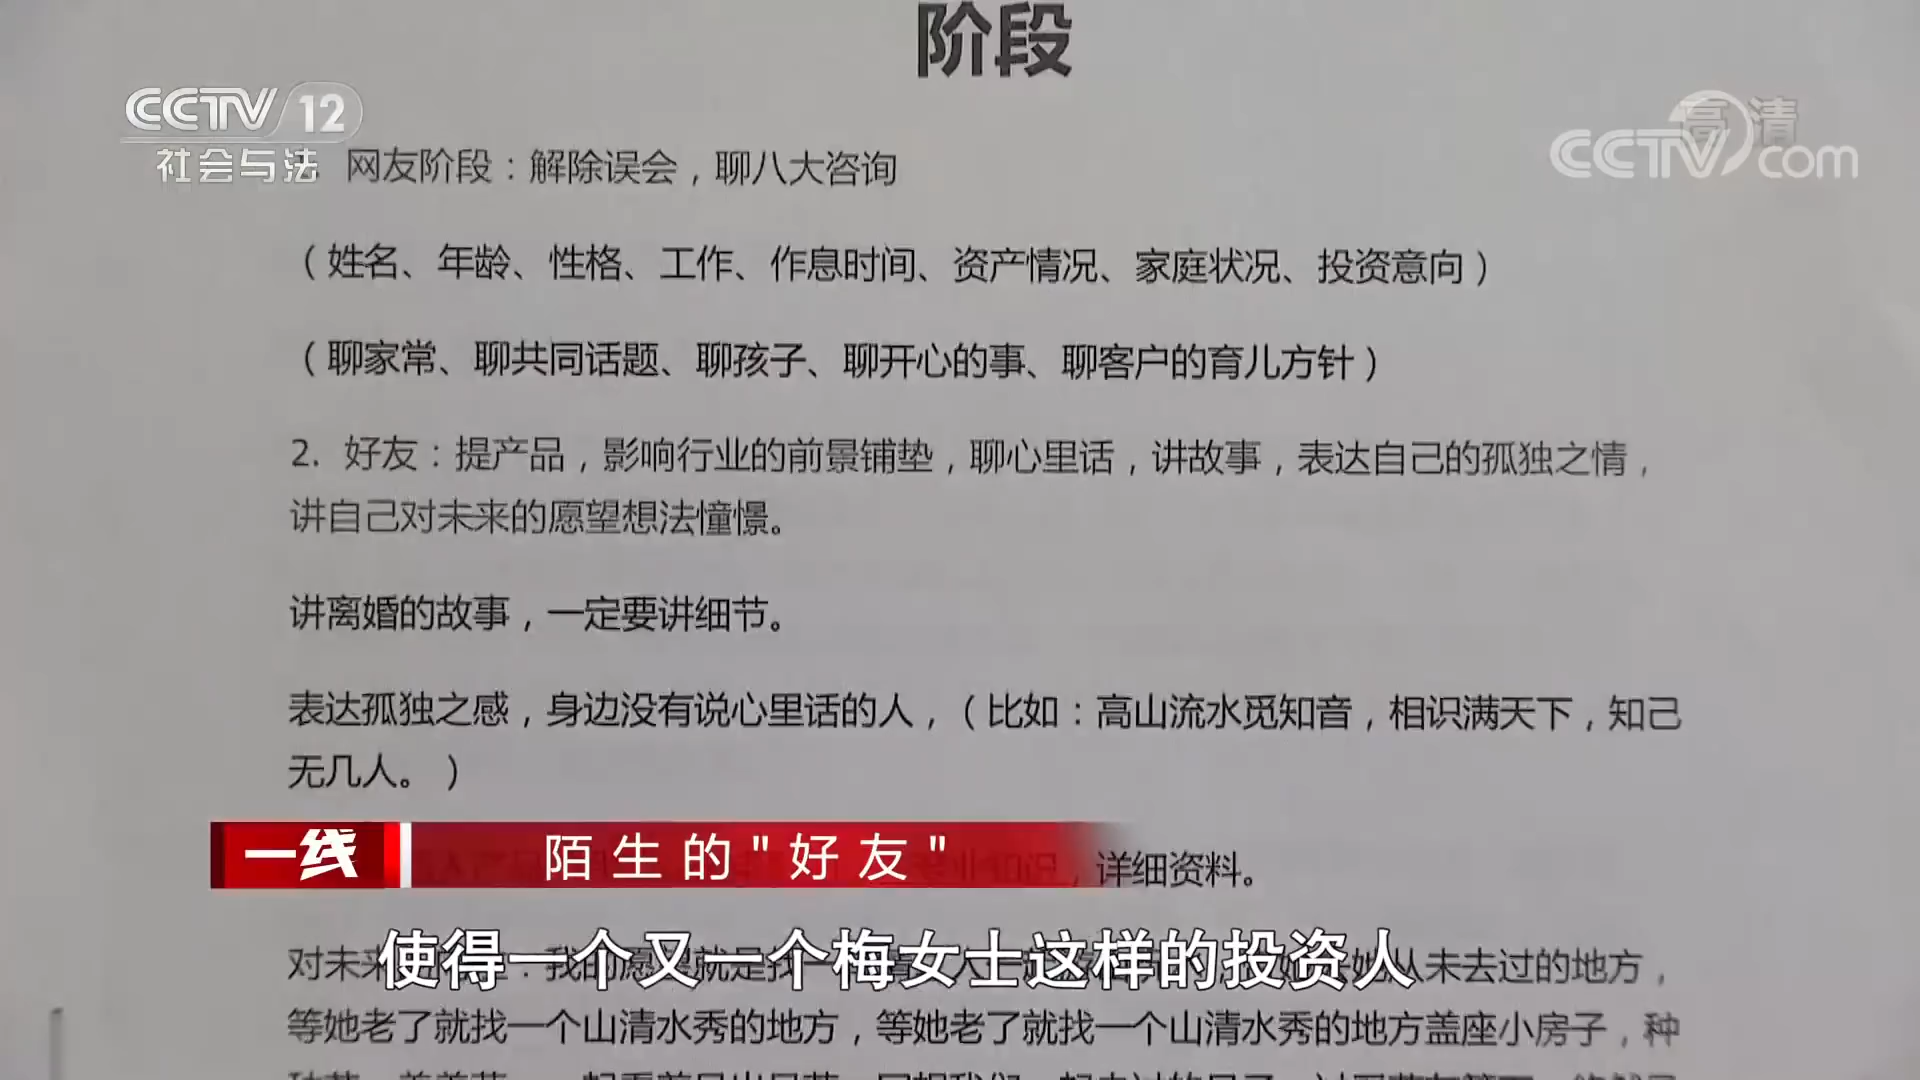 阶段
CCTV 12
社会与法
高清
CCTV.com
网友阶段：解除误会，聊八大咨询
（姓名、年龄、性格、工作、作息时间、资产情况、家庭状况、投资意向）
（聊家常、聊共同话题、聊孩子、聊开心的事、聊客户的育儿方针）
2. 好友：提产品，影响行业的前景铺垫，聊心里话，讲故事，表达自己的孤独之情，
讲自己对未来的愿望想法憧憬。
讲离婚的故事，一定要讲细节。
表达孤独之感，身边没有说心里话的人，（比如：高山流水觅知音，相识满天下，知己
无几人。）
一线 陌生的"好友"
，详细资料。
使得一个又一个梅女士这样的投资人
对未来 ：我的愿望就是找一 从未去过的地方，
等她老了就找一个山清水秀的地方，等她老了就找一个山清水秀的地方盖座小房子，种